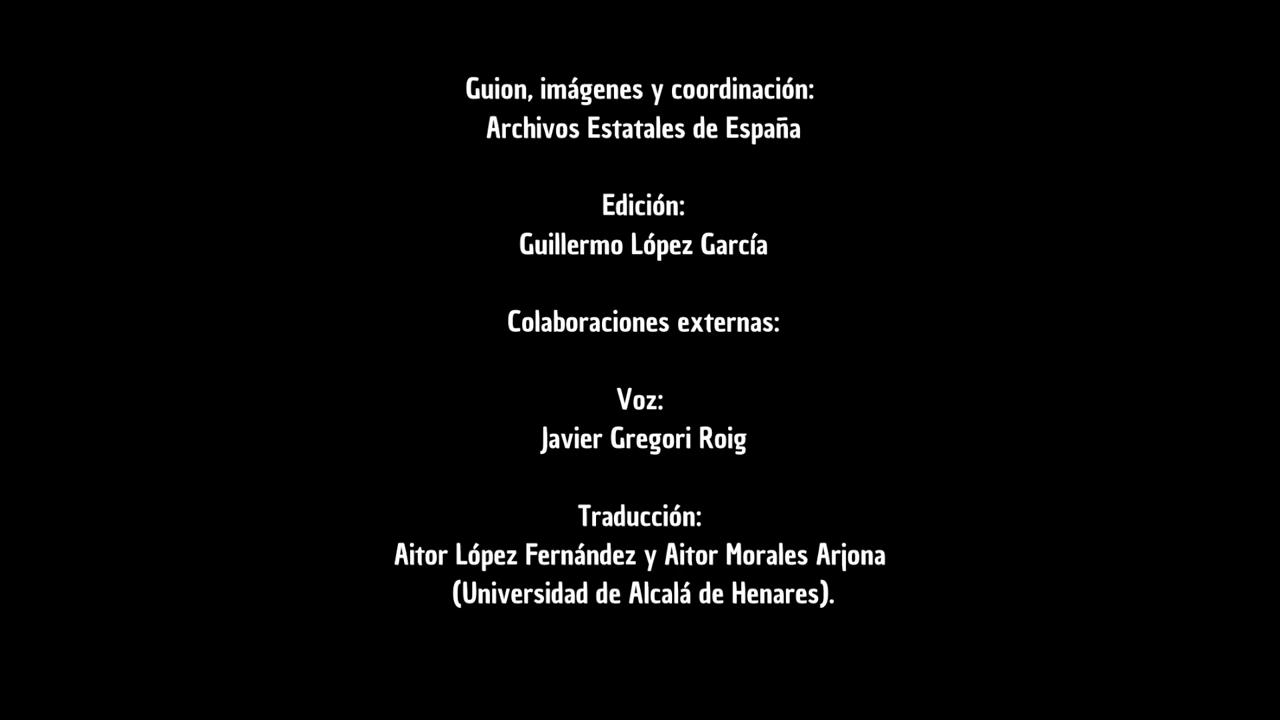 Guion, imágenes y coordinación:
Archivos Estatales de España
Edición:
Guillermo López García
Colaboraciones externas:
Voz:
Javier Gregori Roig
Traducción:
Aitor López Fernández y Aitor Morales Arjona
(Universidad de Alcalá de Henares).